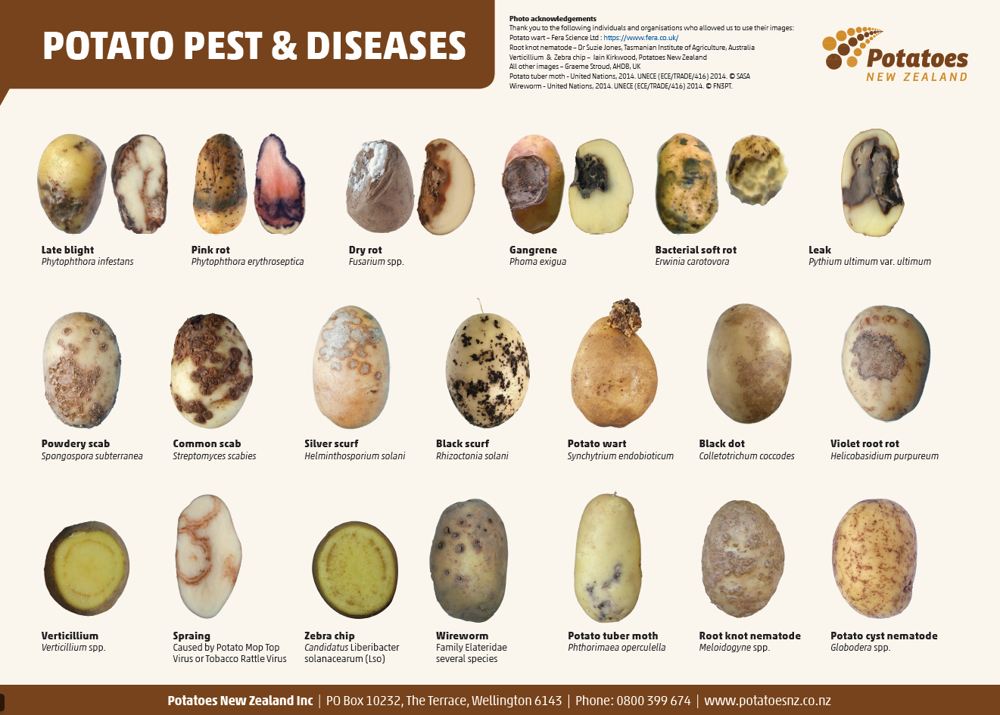 POTATO PEST & DISEASES
Photo acknowledgements
Thank you to the following individuals and organisations who allowed us to use their images:
Potato wart – Fera Science Ltd : https://www.fera.co.uk/
Root knot nematode – Dr Suzie Jones, Tasmanian Institute of Agriculture, Australia
Verticillium & Zebra chip – Iain Kirkwood, Potatoes New Zealand
All other images – Graeme Stroud, AHDB, UK
Potato tuber moth - United Nations, 2014. UNECE (ECE/TRADE/416) 2014. © SASA
Wireworm - United Nations, 2014. UNECE (ECE/TRADE/416) 2014. © FN3PT.
Potatoes
NEW ZEALAND
Late blight
Phytophthora infestans
Pink rot
Phytophthora erythroseptica
Dry rot
Fusarium spp.
Gangrene
Phoma exigua
Bacterial soft rot
Erwinia carotovora
Leak
Pythium ultimum var. ultimum
Powdery scab
Spongospora subterranea
Common scab
Streptomyces scabies
Silver scurf
Helminthosporium solani
Black scurf
Rhizoctonia solani
Potato wart
Synchytrium endobioticum
Black dot
Colletotrichum coccodes
Violet root rot
Helicobasidium purpureum
Verticillium
Verticillium spp.
Spraing
Caused by Potato Mop Top
Virus or Tobacco Rattle Virus
Zebra chip
Candidatus Liberibacter
solanacearum (Lso)
Wireworm
Family Elateridae
several species
Potato tuber moth
Phthorimaea operculella
Root knot nematode
Meloidogyne spp.
Potato cyst nematode
Globodera spp.
Potatoes New Zealand Inc | PO Box 10232, The Terrace, Wellington 6143 | Phone: 0800 399 674 | www.potatoesnz.co.nz